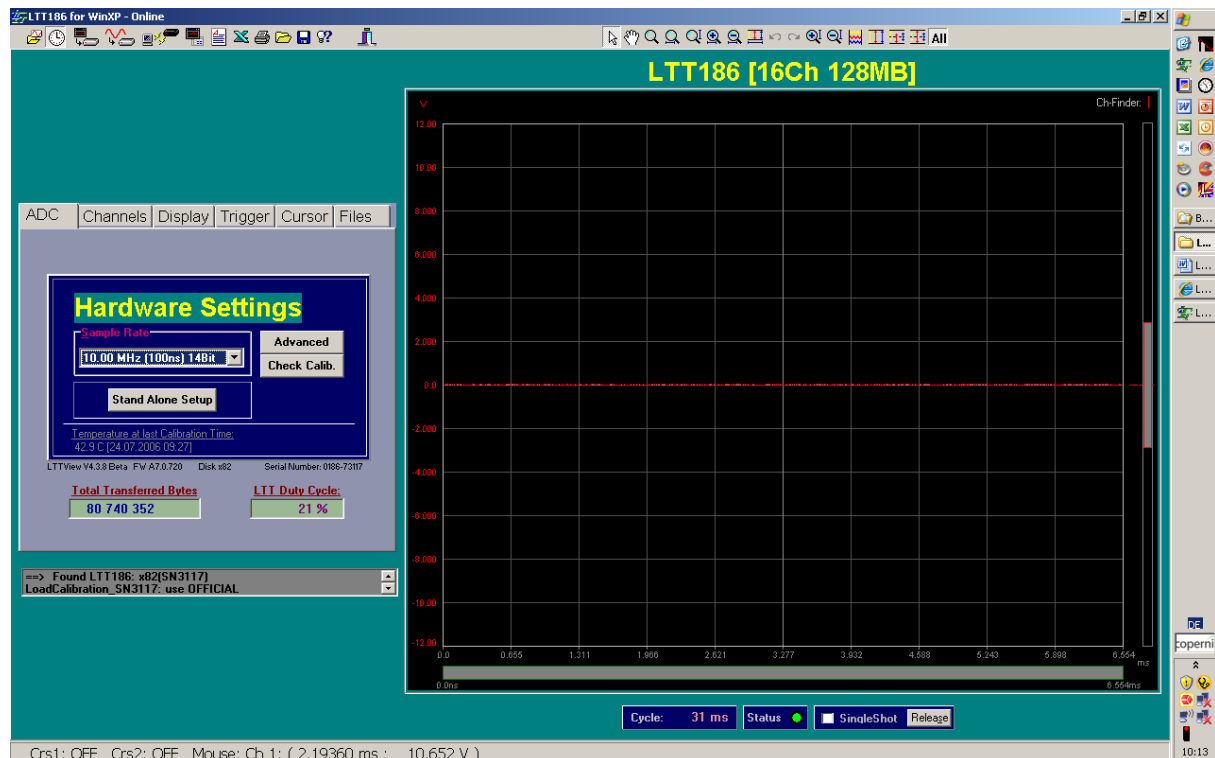 LTT186 for WinXP - Online
All
LTT186 [16Ch 128MB]
V
Ch-Finder:
12.00
10.00
8.000
6.000
4.000
2.000
0.0
-2.000
-4.000
-6.000
-8.000
-10.00
-12.00
0.0 0.655 1.311 1.966 2.621 3.277 3.932 4.588 5.243 5.898 6.554
ms
0.0ns 6.554ms
ADC Channels Display Trigger Cursor Files
Hardware Settings
Sample Rate
10.00 MHz (100ns) 14Bit
Advanced
Check Calib.
Stand Alone Setup
Temperature at last Calibration Time:
42.9 C [24.07.2006 09:27]
LTTView V4.3.8 Beta FW A7.0.720 Disk x82 Serial Number: 0186-73117
Total Transferred Bytes LTT Duty Cycle:
80 740 352 21 %
==> Found LTT186: x82(SN3117)
LoadCalibration_SN3117: use OFFICIAL
Cycle: 31 ms Status SingleShot Release
Crs1: OFF Crs2: OFF Mouse: Ch 1: ( 2.19360 ms ; 10.652 V )
B...
L...
L...
L...
L...
DE
coperni
10:13